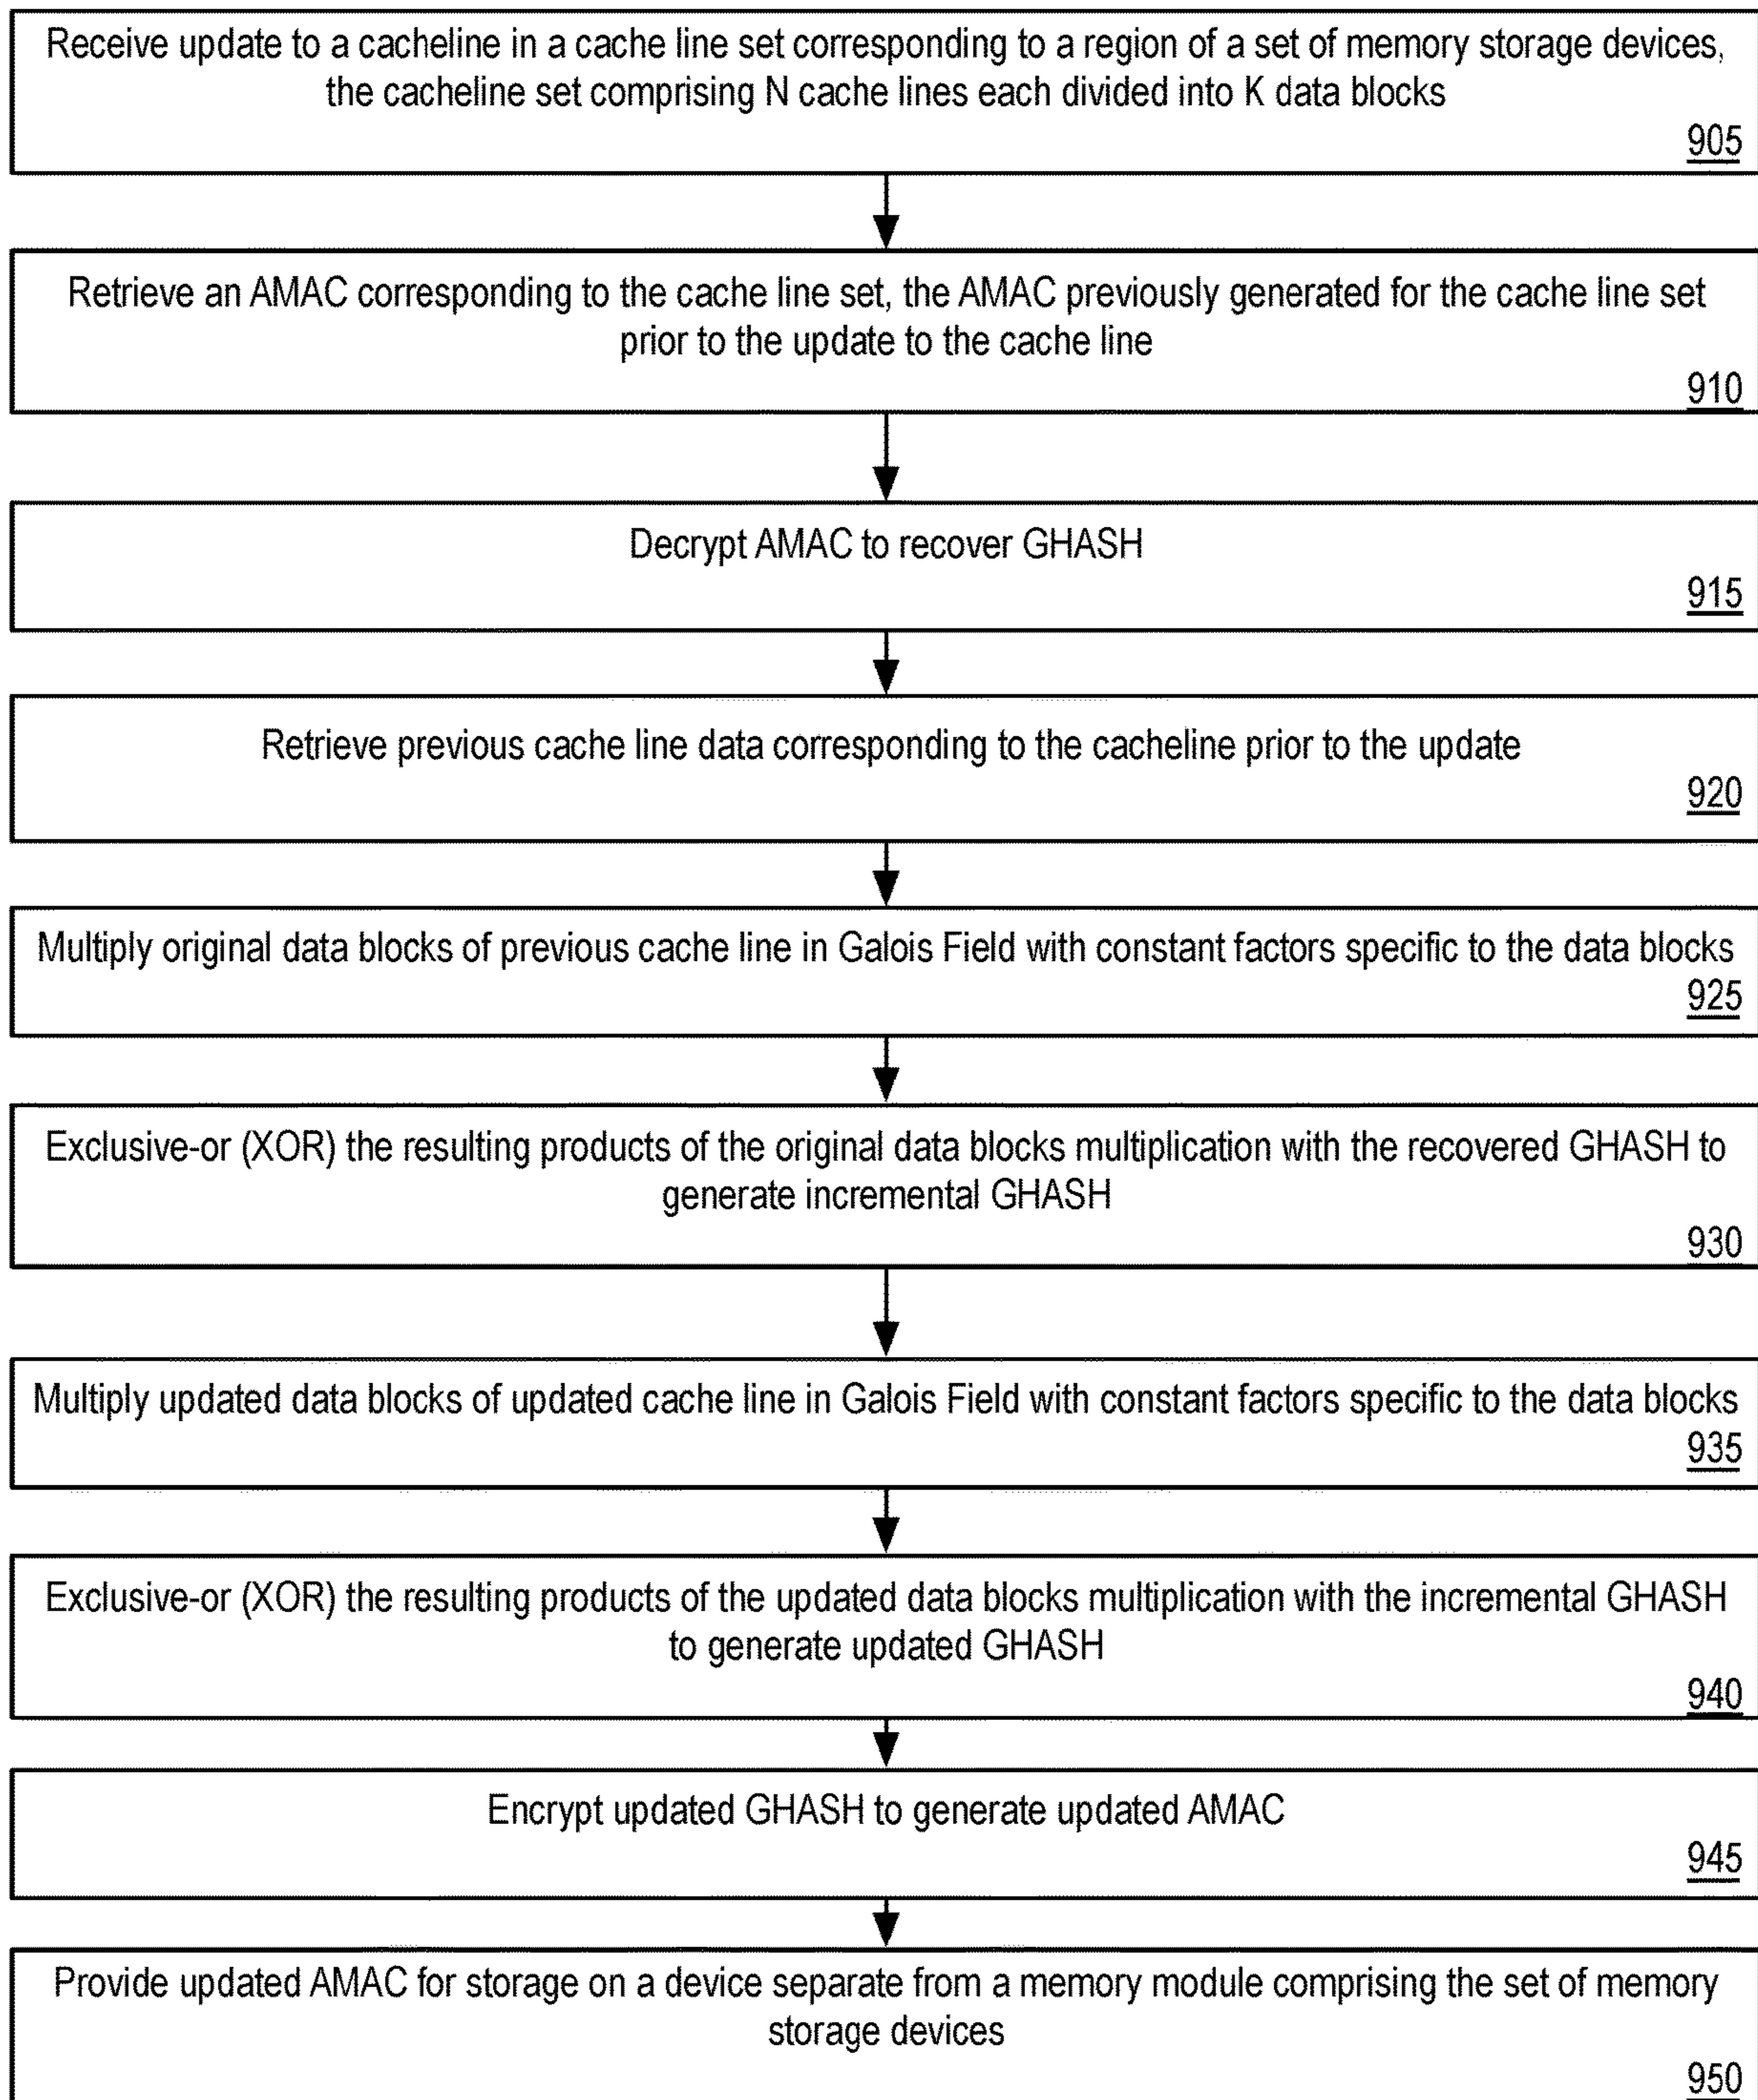 Receive update to a cacheline in a cache line set corresponding to a region of a set of memory storage devices,
the cacheline set comprising N cache lines each divided into K data blocks
905
Retrieve an AMAC corresponding to the cache line set, the AMAC previously generated for the cache line set
prior to the update to the cache line
910
Decrypt AMAC to recover GHASH
915
Retrieve previous cache line data corresponding to the cacheline prior to the update
920
Multiply original data blocks of previous cache line in Galois Field with constant factors specific to the data blocks
925
Exclusive-or (XOR) the resulting products of the original data blocks multiplication with the recovered GHASH to
generate incremental GHASH
930
Multiply updated data blocks of updated cache line in Galois Field with constant factors specific to the data blocks
935
Exclusive-or (XOR) the resulting products of the updated data blocks multiplication with the incremental GHASH
to generate updated GHASH
940
Encrypt updated GHASH to generate updated AMAC
945
Provide updated AMAC for storage on a device separate from a memory module comprising the set of memory
storage devices
950